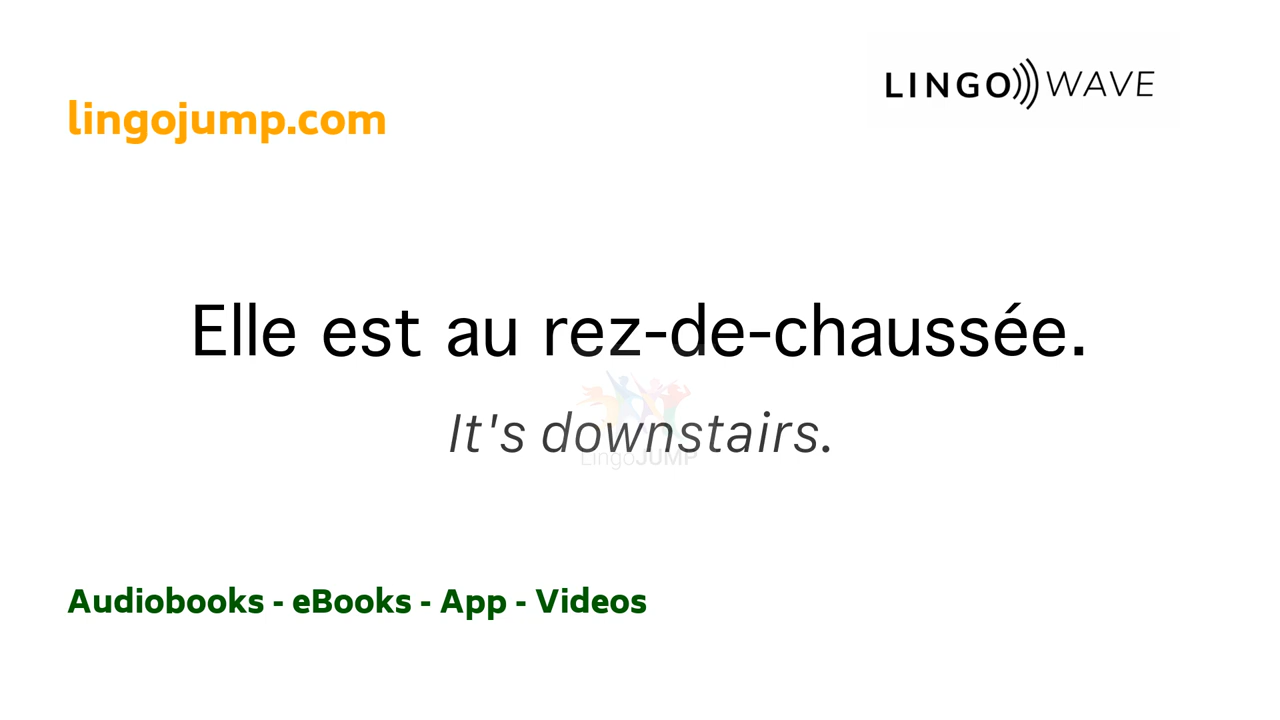 LINGO WAVE
lingojump.com
Elle est au rez-de-chaussée.
It's downstairs.
LingoJUMP
Audiobooks - eBooks - App - Videos